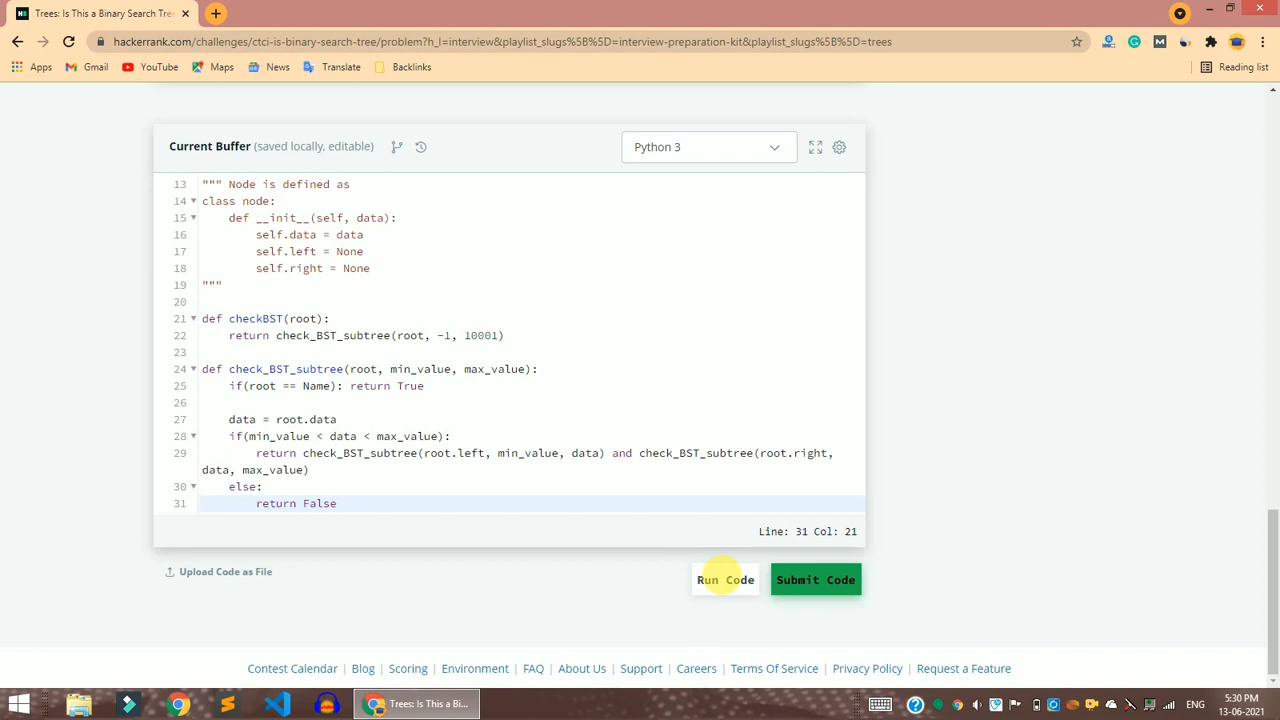 Trees: Is This a Binary Search Tre
hackerrank.com/challenges/ctci-is-binary-search-tree/problem?h_l=interview&playlist_slugs%5B%5D=interview-preparation-kit&playlist_slugs%5B%5D=trees
Apps Gmail YouTube Maps News Translate Backlinks Reading list
Current Buffer (saved locally, editable) Python 3
13 """ Node is defined as
14 class node:
15 def __init__(self, data):
16 self.data = data
17 self.left = None
18 self.right = None
19 """
20
21 def checkBST(root):
22 return check_BST_subtree(root, -1, 10001)
23
24 def check_BST_subtree(root, min_value, max_value):
25 if(root == Name): return True
26
27 data = root.data
28 if(min_value < data < max_value):
29 return check_BST_subtree(root.left, min_value, data) and check_BST_subtree(root.right,
data, max_value)
30 else:
31 return False
Line: 31 Col: 21
Upload Code as File Run Code Submit Code
Contest Calendar | Blog | Scoring | Environment | FAQ | About Us | Support | Careers | Terms Of Service | Privacy Policy | Request a Feature
Trees: Is This a Bi... ENG 5:30 PM
13-06-2021